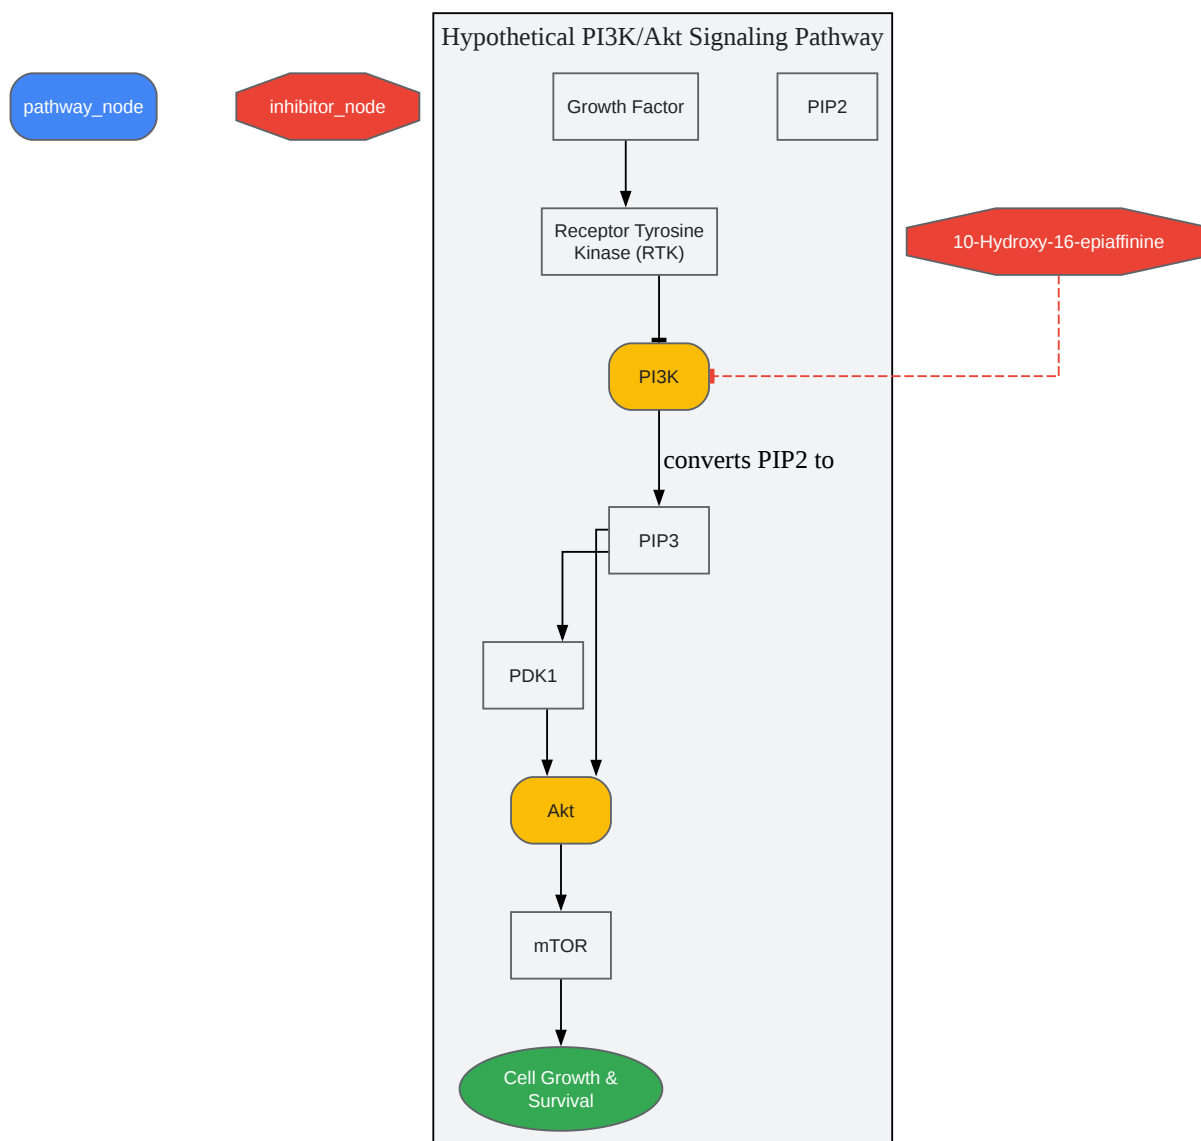 Hypothetical PI3K/Akt Signaling Pathway
pathway_node
inhibitor_node
Growth Factor
PIP2
Receptor Tyrosine
Kinase (RTK)
10-Hydroxy-16-epiaffinine
PI3K
converts PIP2 to
PIP3
PDK1
Akt
mTOR
Cell Growth &
Survival